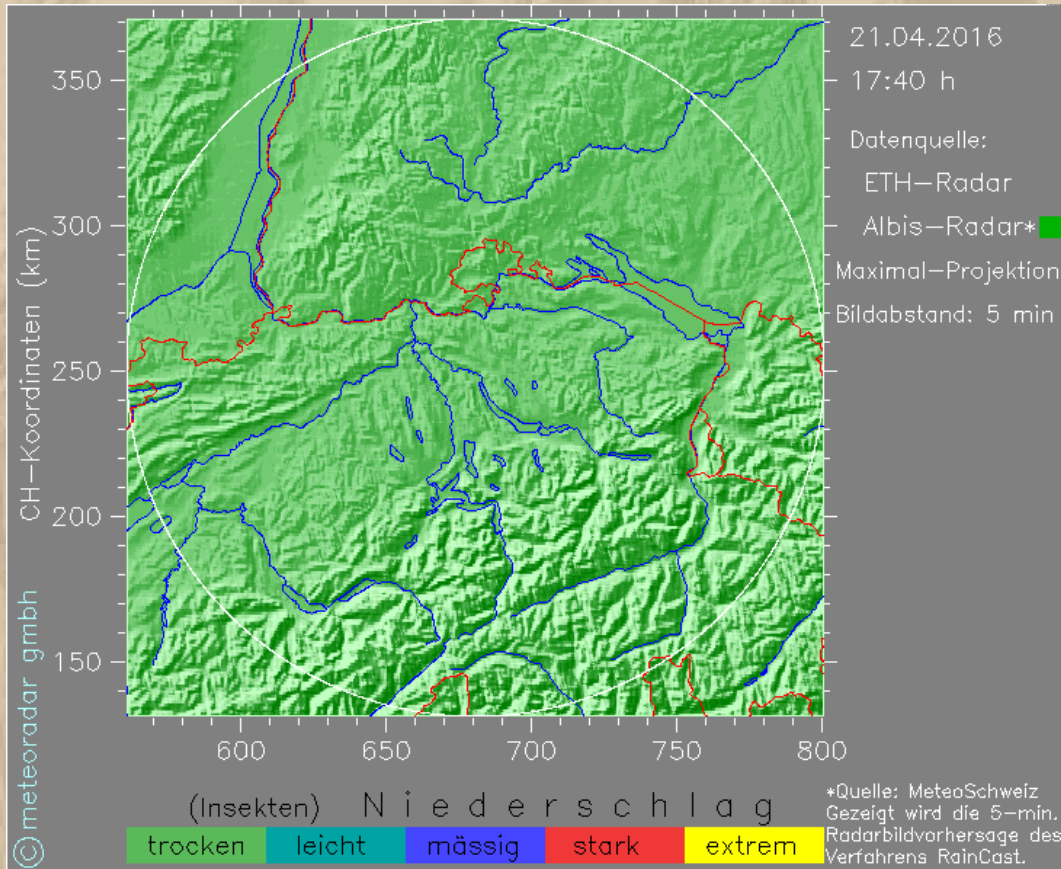 21.04.2016
17:40 h
Datenquelle:
ETH-Radar
Albis-Radar*
Maximal-Projektion
Bildabstand: 5 min
CH-Koordinaten (km)
350
300
250
200
150
600 650 700 750 800
©meteoradar gmbh
(Insekten) Niederschlag
trocken leicht mässig stark extrem
*Quelle: MeteoSchweiz
Gezeigt wird die 5-min.
Radarbildvorhersage des
Verfahrens RainCast.